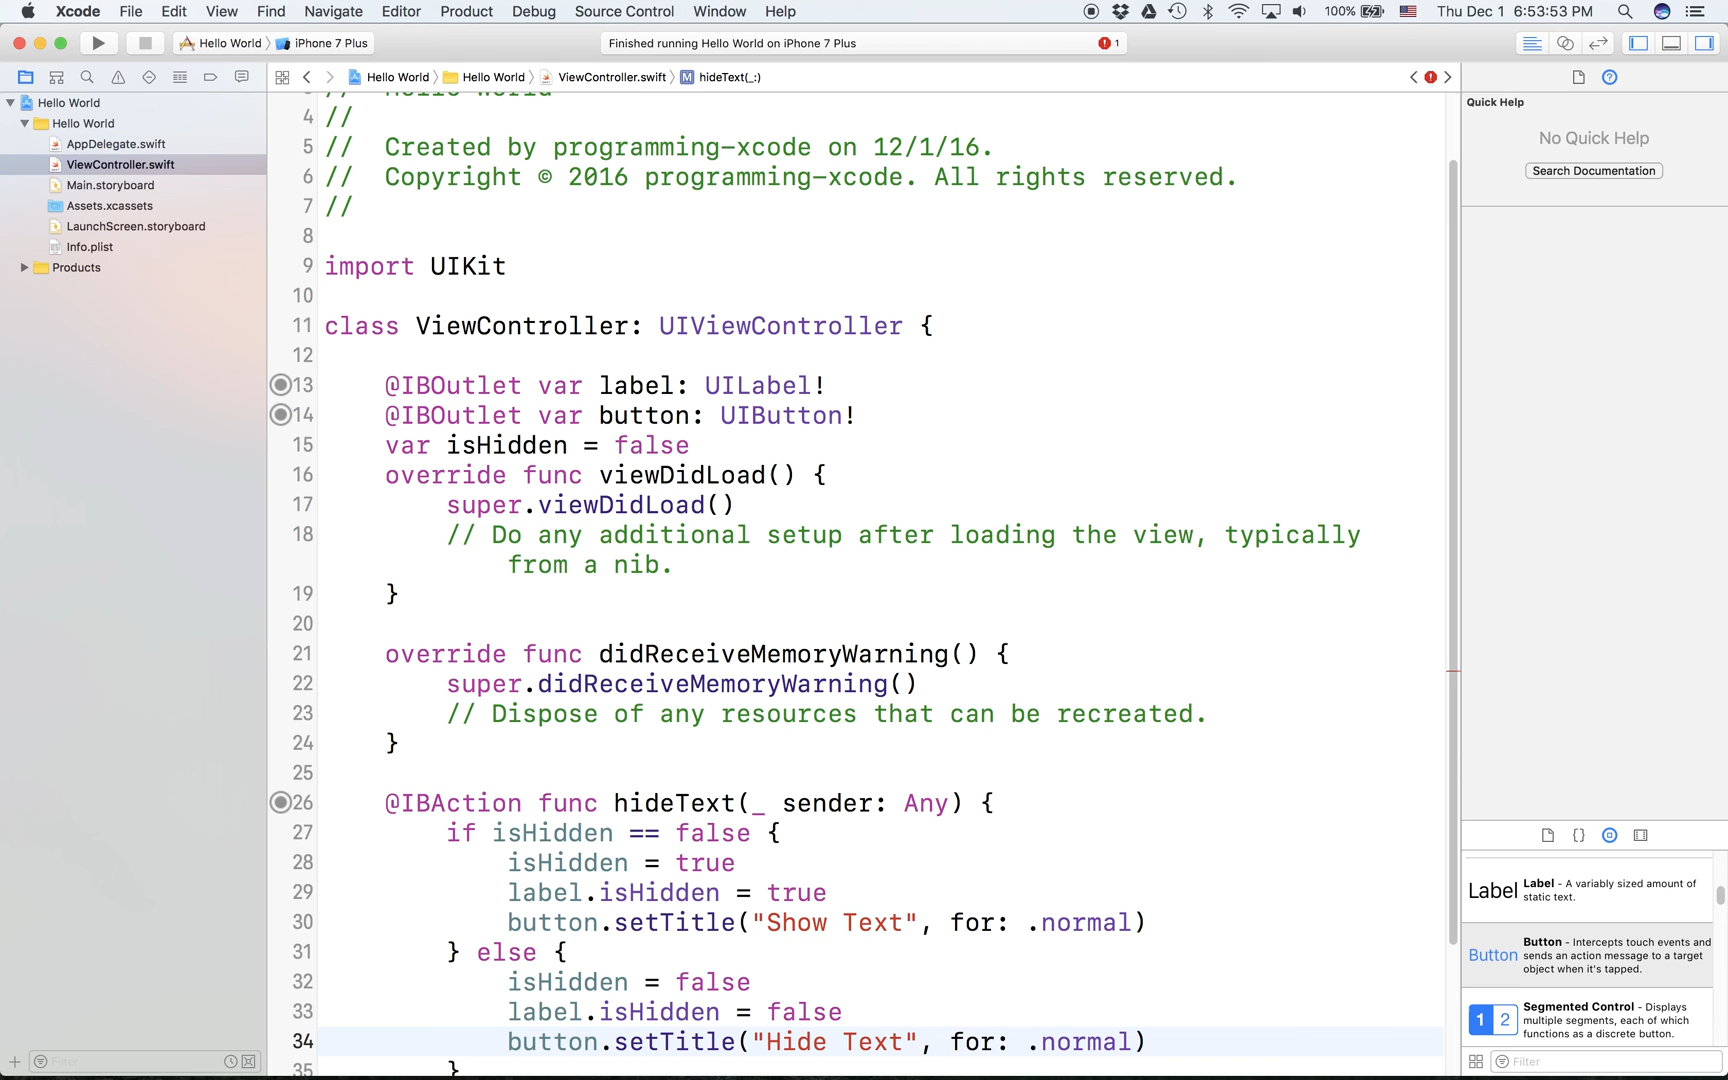 Xcode File Edit View Find Navigate Editor Product Debug Source Control Window Help 100% Thu Dec 1 6:53:53 PM
Hello World iPhone 7 Plus Finished running Hello World on iPhone 7 Plus 1
Hello World Hello World ViewController.swift M hideText(_:)
Hello World
Hello World
AppDelegate.swift
ViewController.swift
Main.storyboard
Assets.xcassets
LaunchScreen.storyboard
Info.plist
Products
Filter
4 //
5 //  Created by programming-xcode on 12/1/16.
6 //  Copyright © 2016 programming-xcode. All rights reserved.
7 //
8
9 import UIKit
10
11 class ViewController: UIViewController {
12
13 @IBOutlet var label: UILabel!
14 @IBOutlet var button: UIButton!
15 var isHidden = false
16 override func viewDidLoad() {
17 super.viewDidLoad()
18 // Do any additional setup after loading the view, typically
from a nib.
19 }
20
21 override func didReceiveMemoryWarning() {
22 super.didReceiveMemoryWarning()
23 // Dispose of any resources that can be recreated.
24 }
25
26 @IBAction func hideText(_ sender: Any) {
27 if isHidden == false {
28 isHidden = true
29 label.isHidden = true
30 button.setTitle("Show Text", for: .normal)
31 } else {
32 isHidden = false
33 label.isHidden = false
34 button.setTitle("Hide Text", for: .normal)
35 }
Quick Help
No Quick Help
Search Documentation
{}
Label Label - A variably sized amount of
static text.
Button Button - Intercepts touch events and
sends an action message to a target
object when it's tapped.
1 2 Segmented Control - Displays
multiple segments, each of which
functions as a discrete button.
Filter